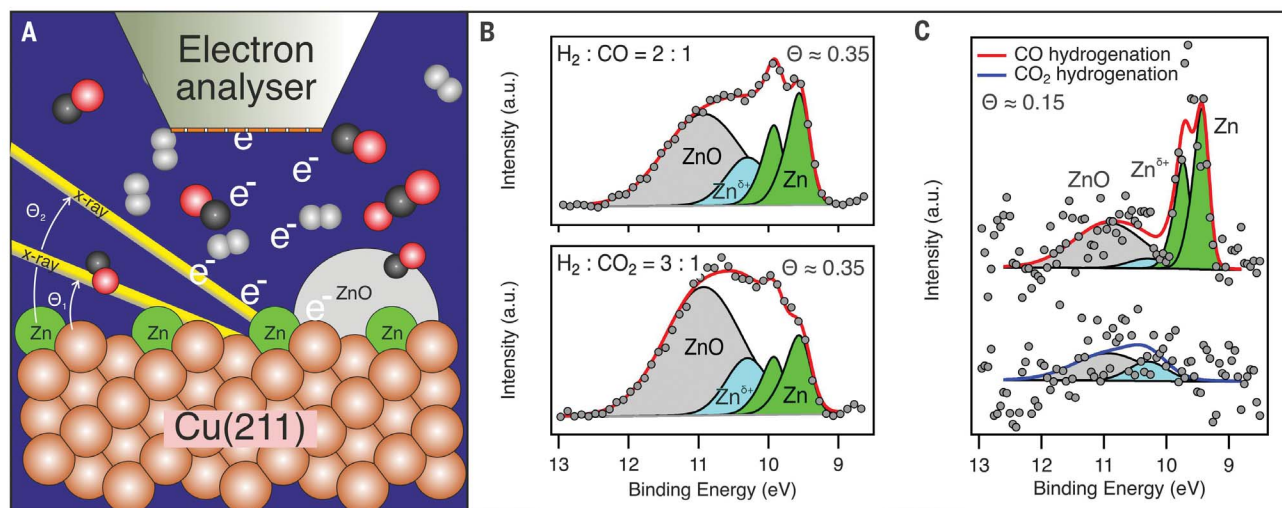 A
Electron
analyser
e-
e-
e-
e-
e-
e-
e-
x-ray
x-ray
Θ2
Θ1
ZnO
Zn
Zn
Zn
Zn
Cu(211)
B
H2 : CO = 2 : 1
Θ ≈ 0.35
ZnO
Znδ+
Zn
Intensity (a.u.)
H2 : CO2 = 3 : 1
Θ ≈ 0.35
ZnO
Znδ+
Zn
Intensity (a.u.)
13 12 11 10 9
Binding Energy (eV)
C
CO hydrogenation
CO2 hydrogenation
Θ ≈ 0.15
Zn
Znδ+
ZnO
Intensity (a.u.)
13 12 11 10 9
Binding Energy (eV)